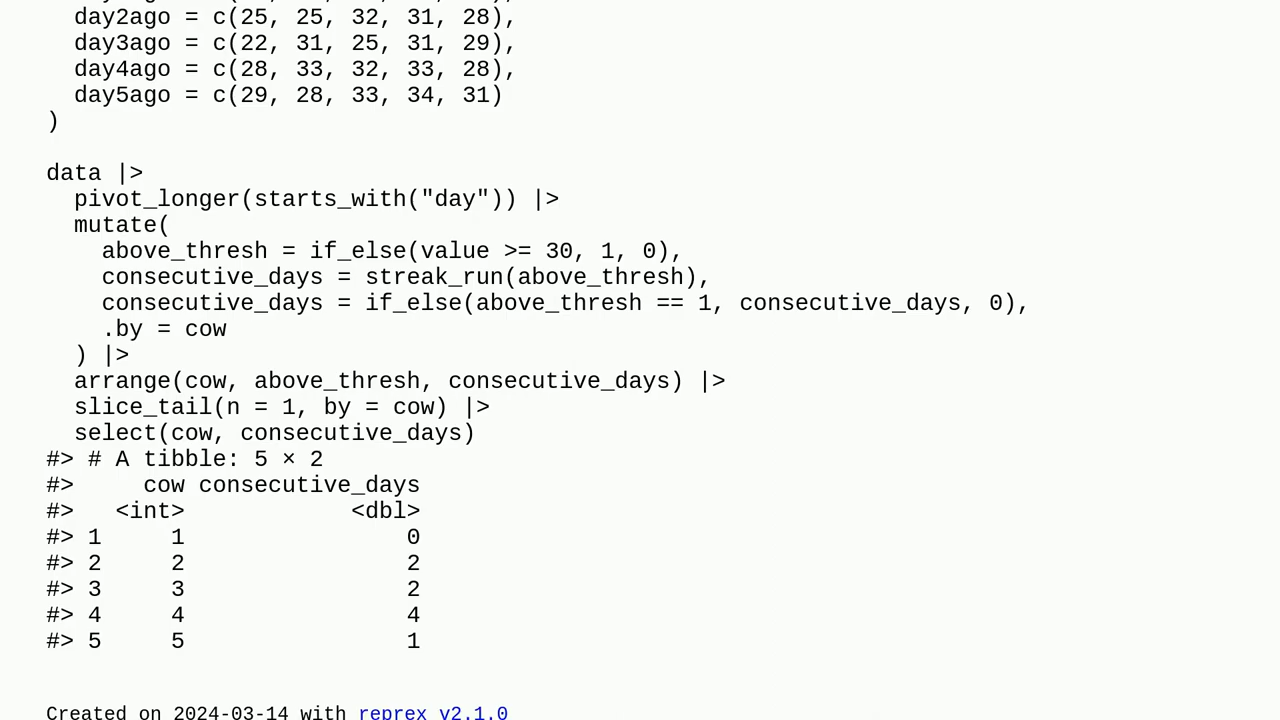 day2ago = c(25, 25, 32, 31, 28),
day3ago = c(22, 31, 25, 31, 29),
day4ago = c(28, 33, 32, 33, 28),
day5ago = c(29, 28, 33, 34, 31)
)
data |>
pivot_longer(starts_with("day")) |>
mutate(
above_thresh = if_else(value >= 30, 1, 0),
consecutive_days = streak_run(above_thresh),
consecutive_days = if_else(above_thresh == 1, consecutive_days, 0),
.by = cow
) |>
arrange(cow, above_thresh, consecutive_days) |>
slice_tail(n = 1, by = cow) |>
select(cow, consecutive_days)
#> # A tibble: 5 × 2
#>     cow consecutive_days
#>   <int>            <dbl>
#> 1     1                0
#> 2     2                2
#> 3     3                2
#> 4     4                4
#> 5     5                1
Created on 2024-03-14 with reprex v2.1.0